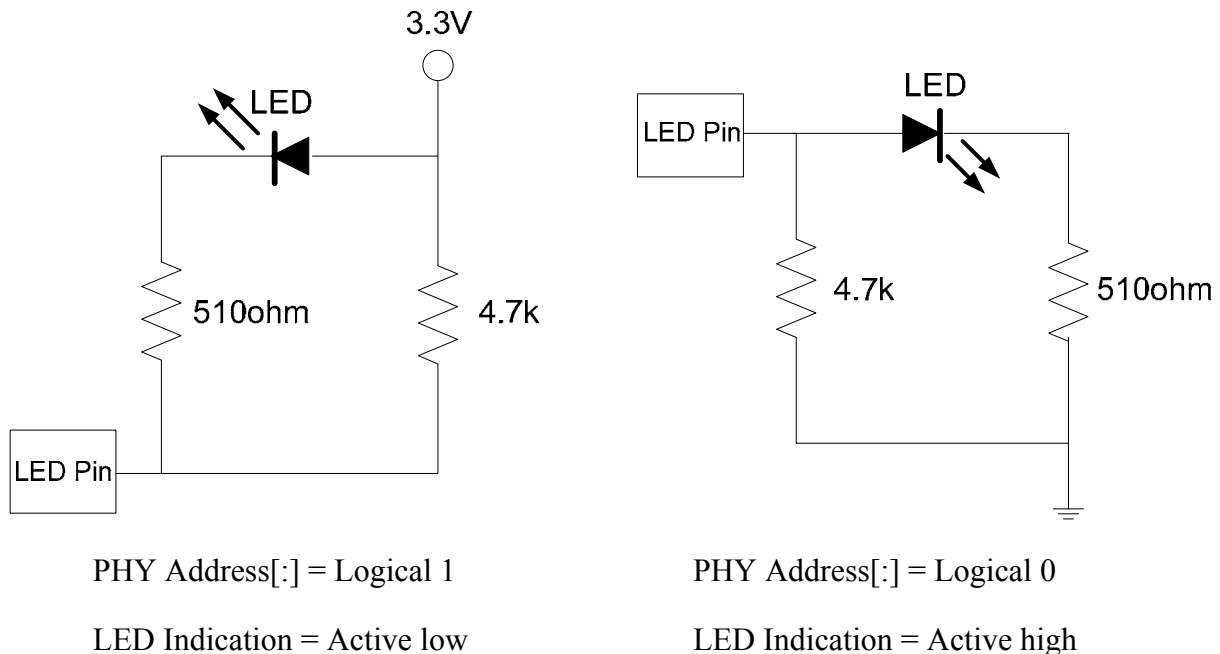 3.3V
LED
510ohm
4.7k
LED Pin
PHY Address[:] = Logical 1
LED Indication = Active low
LED
LED Pin
4.7k
510ohm
PHY Address[:] = Logical 0
LED Indication = Active high